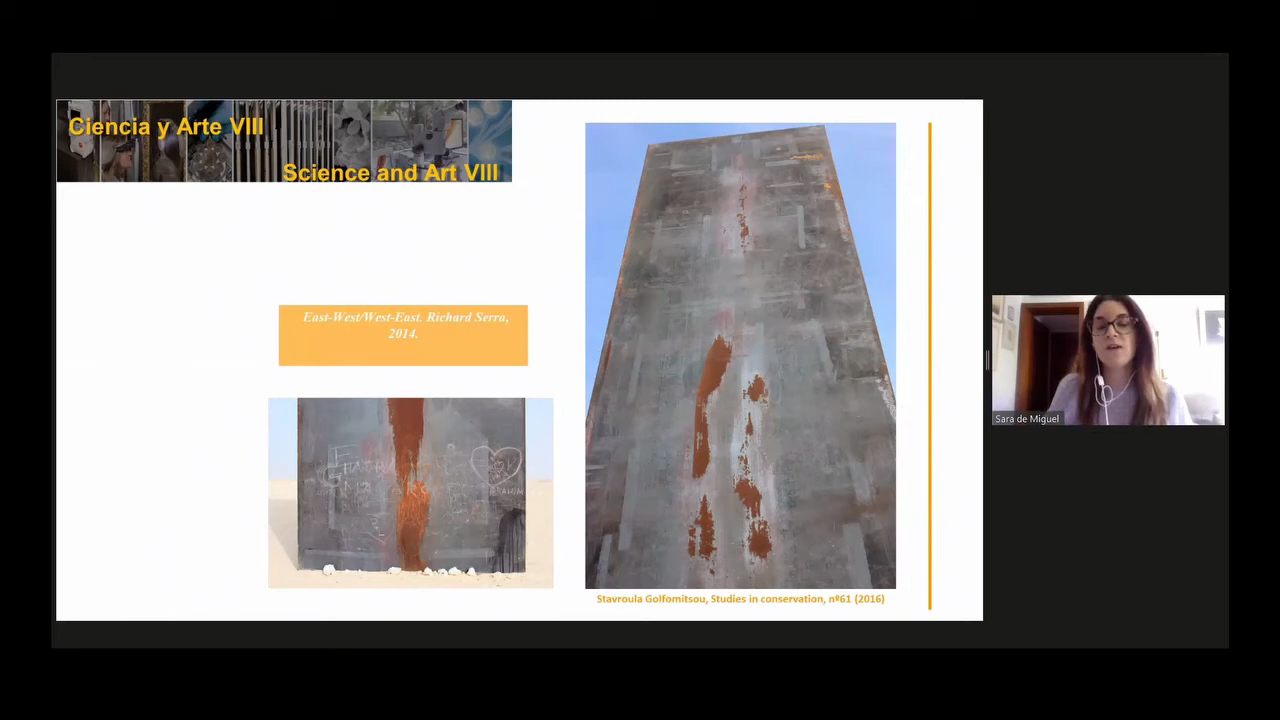 Ciencia y Arte VIII
Science and Art VIII
East-West/West-East. Richard Serra,
2014.
IBRAHIM
Stavroula Golfomitsou, Studies in conservation, nº61 (2016)
Sara de Miguel